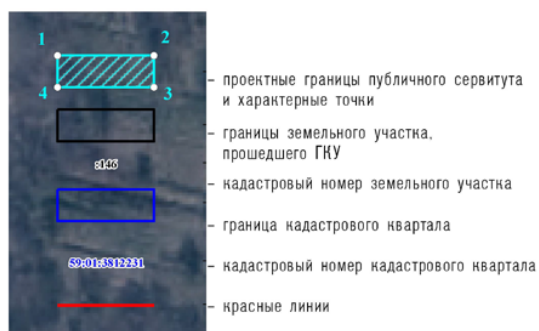 1 2
4 3
– проектные границы публичного сервитута
и характерные точки
– границы земельного участка,
прошедшего ГКУ
:146
– кадастровый номер земельного участка
– граница кадастрового квартала
59:01:3812231
– кадастровый номер кадастрового квартала
– красные линии